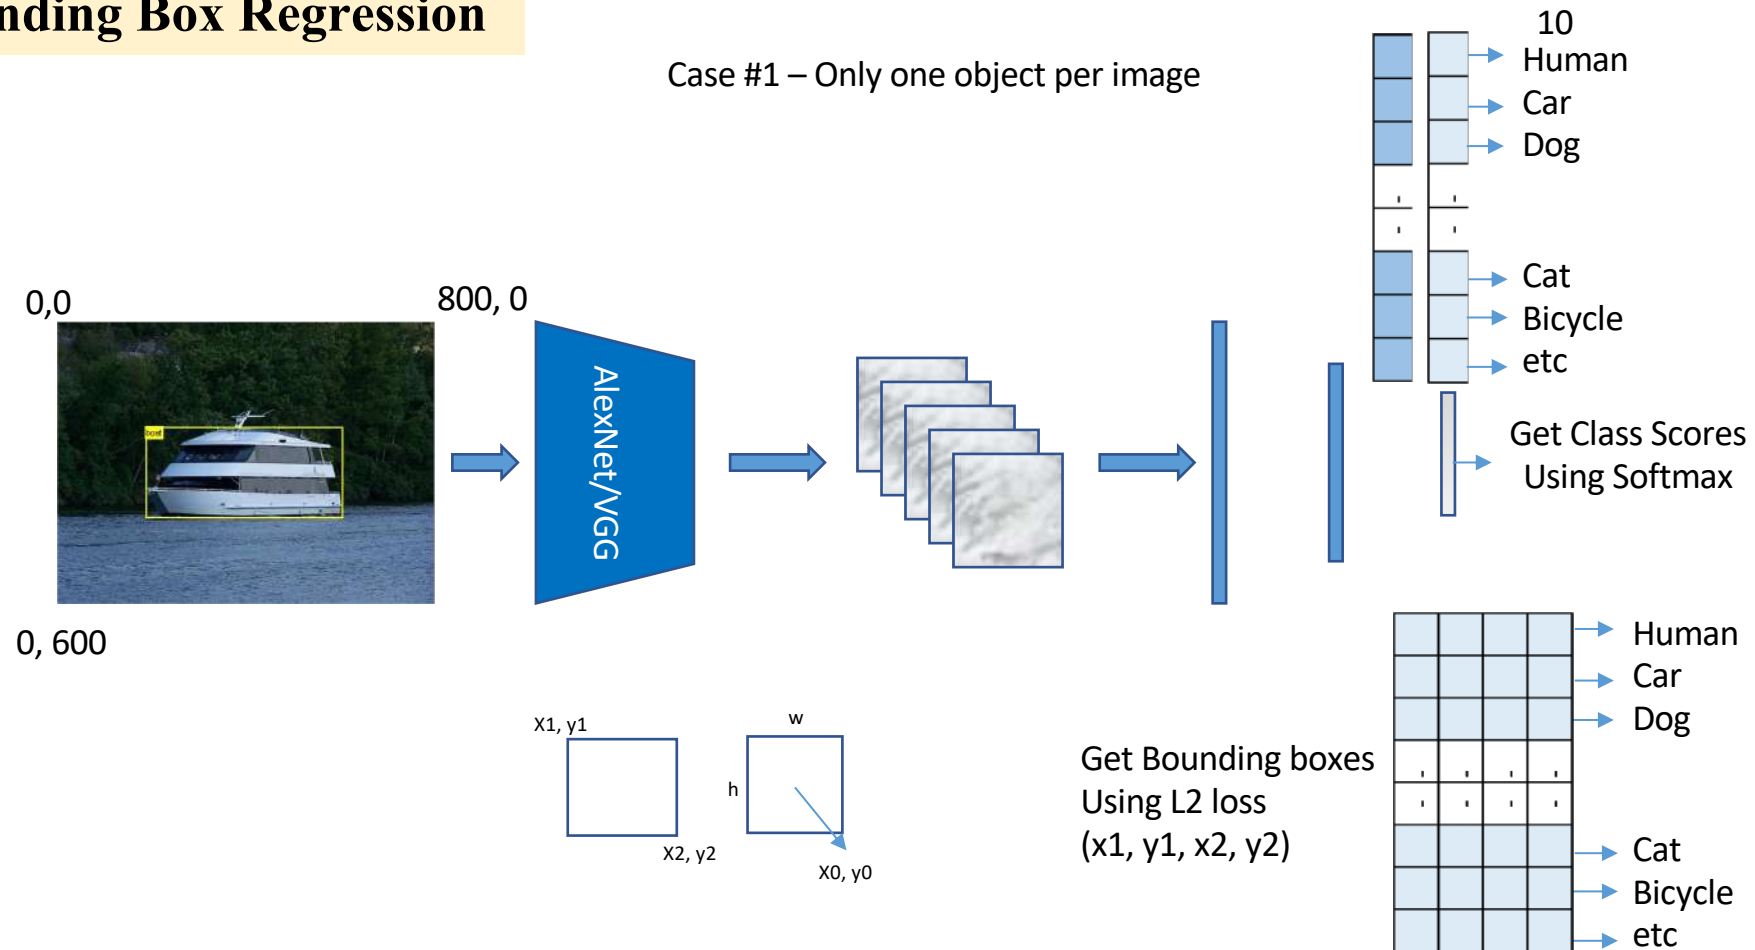 nding Box Regression
Case #1 – Only one object per image
10
Human
Car
Dog
Cat
Bicycle
etc
0,0
800, 0
boat
AlexNet/VGG
Get Class Scores
Using Softmax
0, 600
X1, y1
X2, y2
w
h
X0, y0
Get Bounding boxes
Using L2 loss
(x1, y1, x2, y2)
Human
Car
Dog
Cat
Bicycle
etc